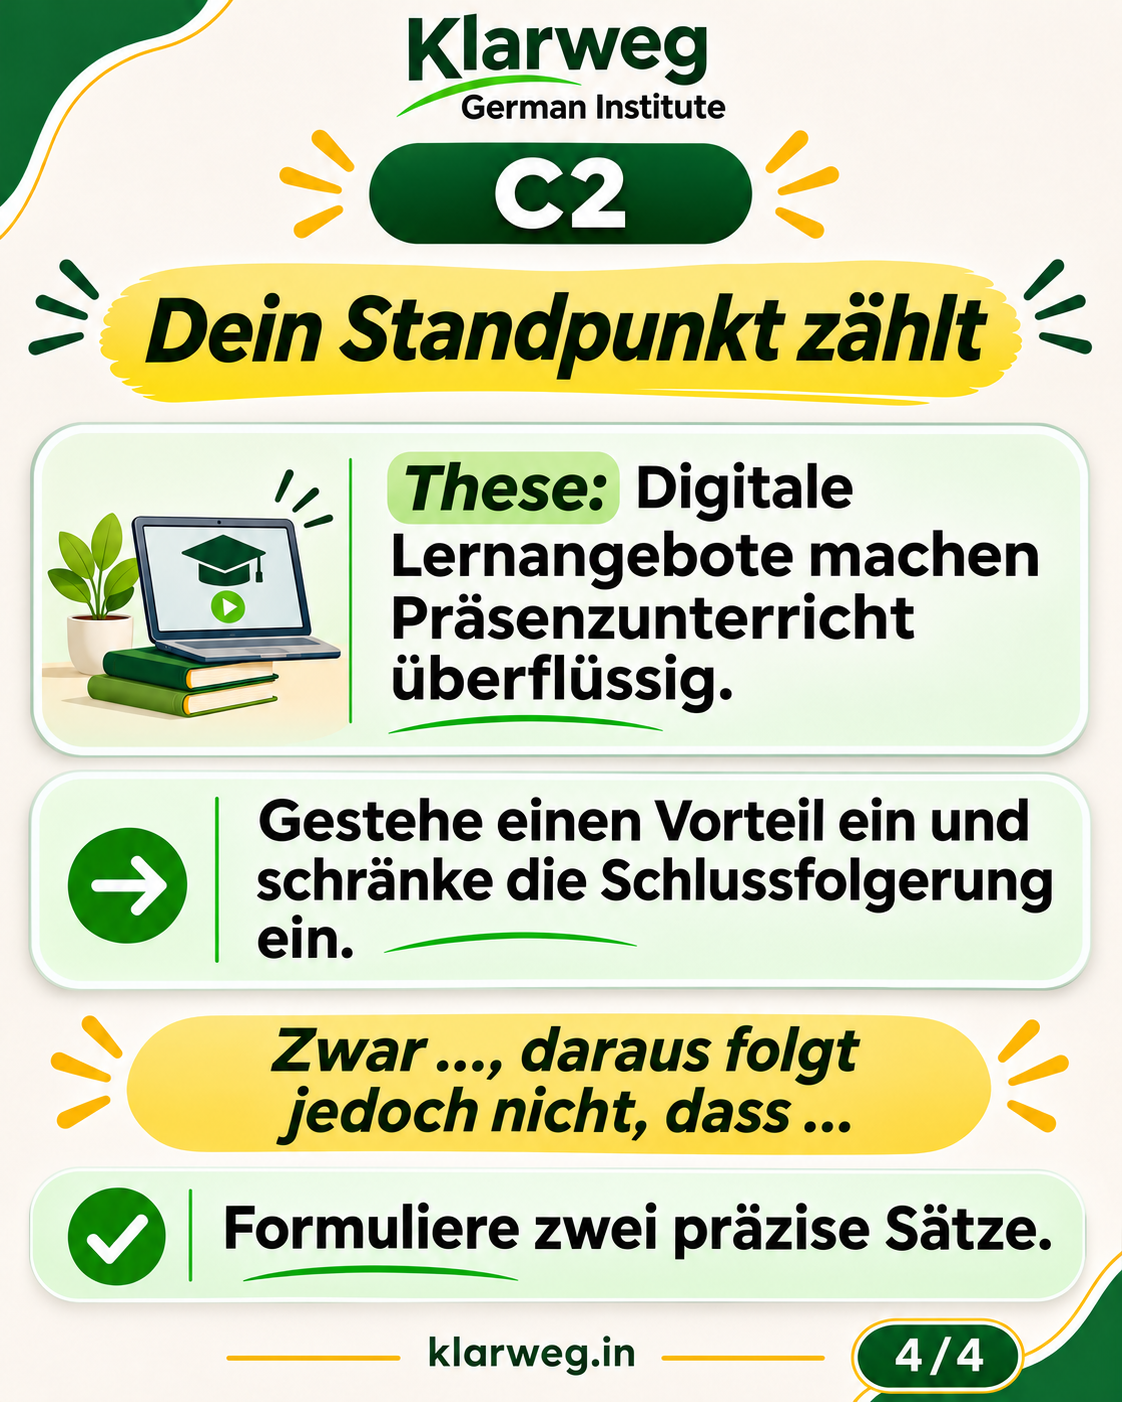 Klarweg
German Institute
C2
Dein Standpunkt zählt
These: Digitale
Lernangebote machen
Präsenzunterricht
überflüssig.
Gestehe einen Vorteil ein und
schränke die Schlussfolgerung
ein.
Zwar ..., daraus folgt
jedoch nicht, dass ...
Formuliere zwei präzise Sätze.
klarweg.in
4/4